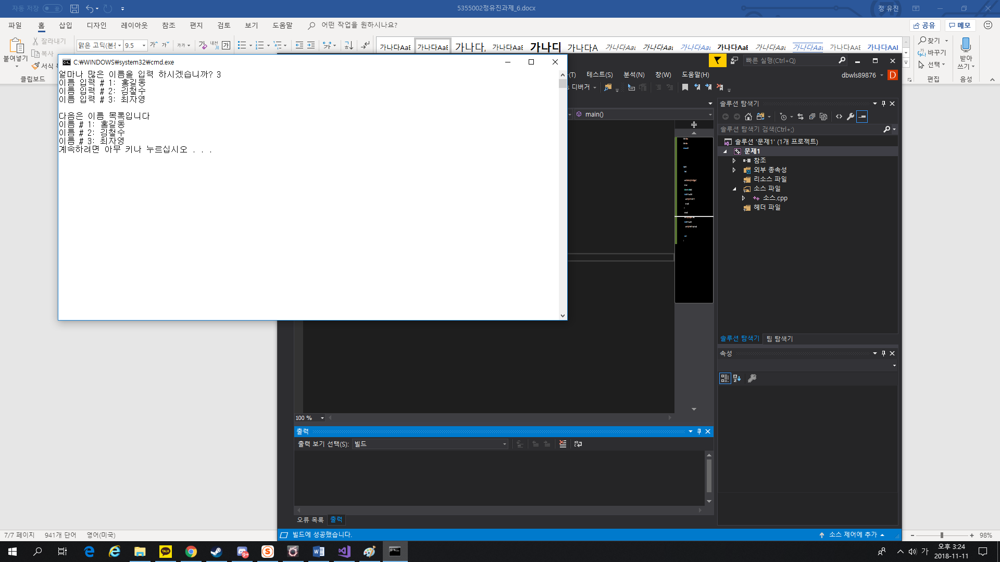 자동 저장
5355002정유진과제_6.docx
정 유진
파일 홈 삽입 디자인 레이아웃 참조 편지 검토 보기 도움말 어떤 작업을 원하시나요?
공유 메모
붙여넣기
잘라내기
복사
서식
클립보드
맑은 고딕(본문 9.5
가나다AaB 가나다AaB 가나다 가나다AaB 가나디 가나다A 가나다AaB 가나다AaB 가나다AaB 가나다AaB 가나다AaB 가나다AaB 가나다AaB 가나다AAB
찾기
바꾸기
선택
편집
받아
쓰기
음성
C:₩WINDOWS₩system32₩cmd.exe
얼마나 많은 이름을 입력 하시겠습니까? 3
이름 입력 # 1: 홍길동
이름 입력 # 2: 김철수
이름 입력 # 3: 최자영
다음은 이름 목록입니다
이름 # 1: 홍길동
이름 # 2: 김철수
이름 # 3: 최자영
계속하려면 아무 키나 누르십시오 . . .
빠른 실행(Ctrl+Q)
(T) 테스트(S) 분석(N) 창(W) 도움말(H)
dbwls89876 D
디버거
main()
솔루션 탐색기
솔루션 탐색기 검색(Ctrl+;)
솔루션 '문제1' (1개 프로젝트)
문제1
참조
외부 종속성
리소스 파일
소스 파일
소스.cpp
헤더 파일
솔루션 탐색기 팀 탐색기
속성
100 %
출력
출력 보기 선택(S): 빌드
오류 목록 출력
빌드에 성공했습니다.
소스 제어에 추가
7/7 페이지 941개 단어 영어(미국)
98%
TALK
9+
가
오후 3:24
2018-11-11